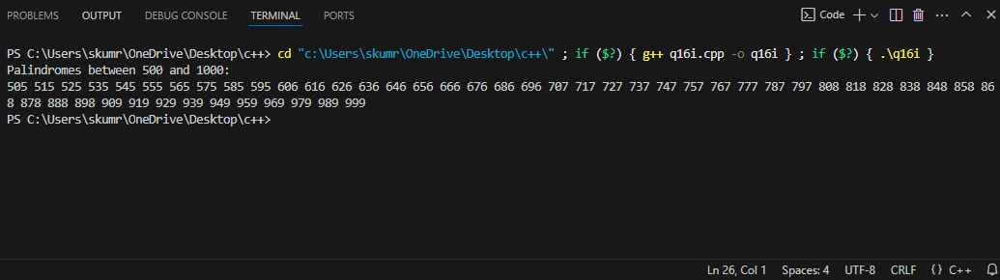 PROBLEMS OUTPUT DEBUG CONSOLE TERMINAL PORTS Code
PS C:\Users\skumr\OneDrive\Desktop\c++> cd "c:\Users\skumr\OneDrive\Desktop\c++\" ; if ($?) { g++ q16i.cpp -o q16i } ; if ($?) { .\q16i }
Palindromes between 500 and 1000:
505 515 525 535 545 555 565 575 585 595 606 616 626 636 646 656 666 676 686 696 707 717 727 737 747 757 767 777 787 797 808 818 828 838 848 858 86
8 878 888 898 909 919 929 939 949 959 969 979 989 999
PS C:\Users\skumr\OneDrive\Desktop\c++>
Ln 26, Col 1 Spaces: 4 UTF-8 CRLF {} C++